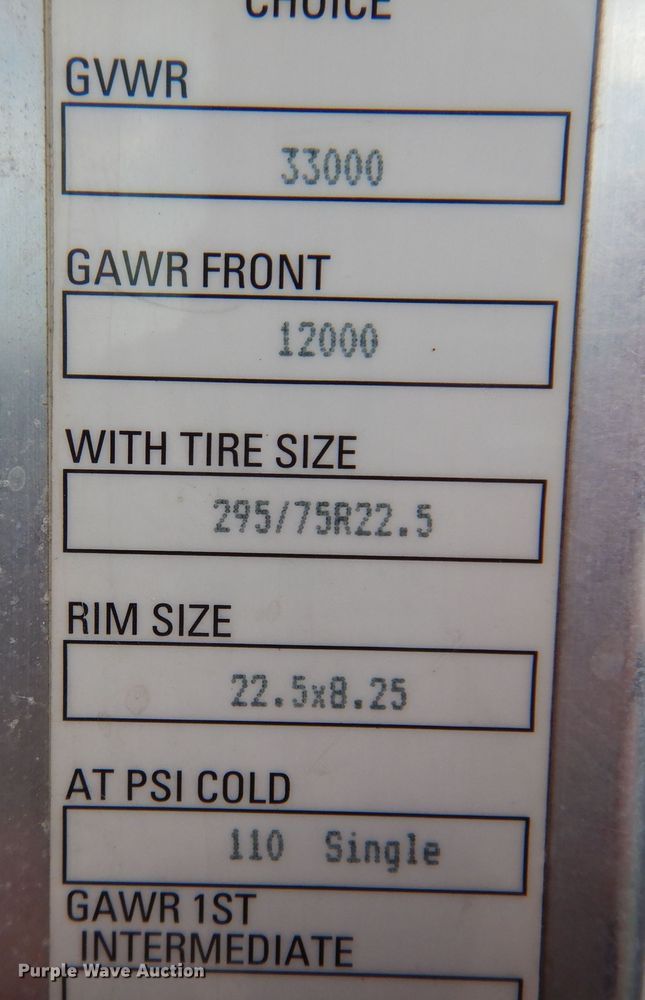 CHOICE
GVWR
33000
GAWR FRONT
12000
WITH TIRE SIZE
295/75R22.5
RIM SIZE
22.5x8.25
AT PSI COLD
110 Single
GAWR 1ST
INTERMEDIATE
Purple Wave Auction